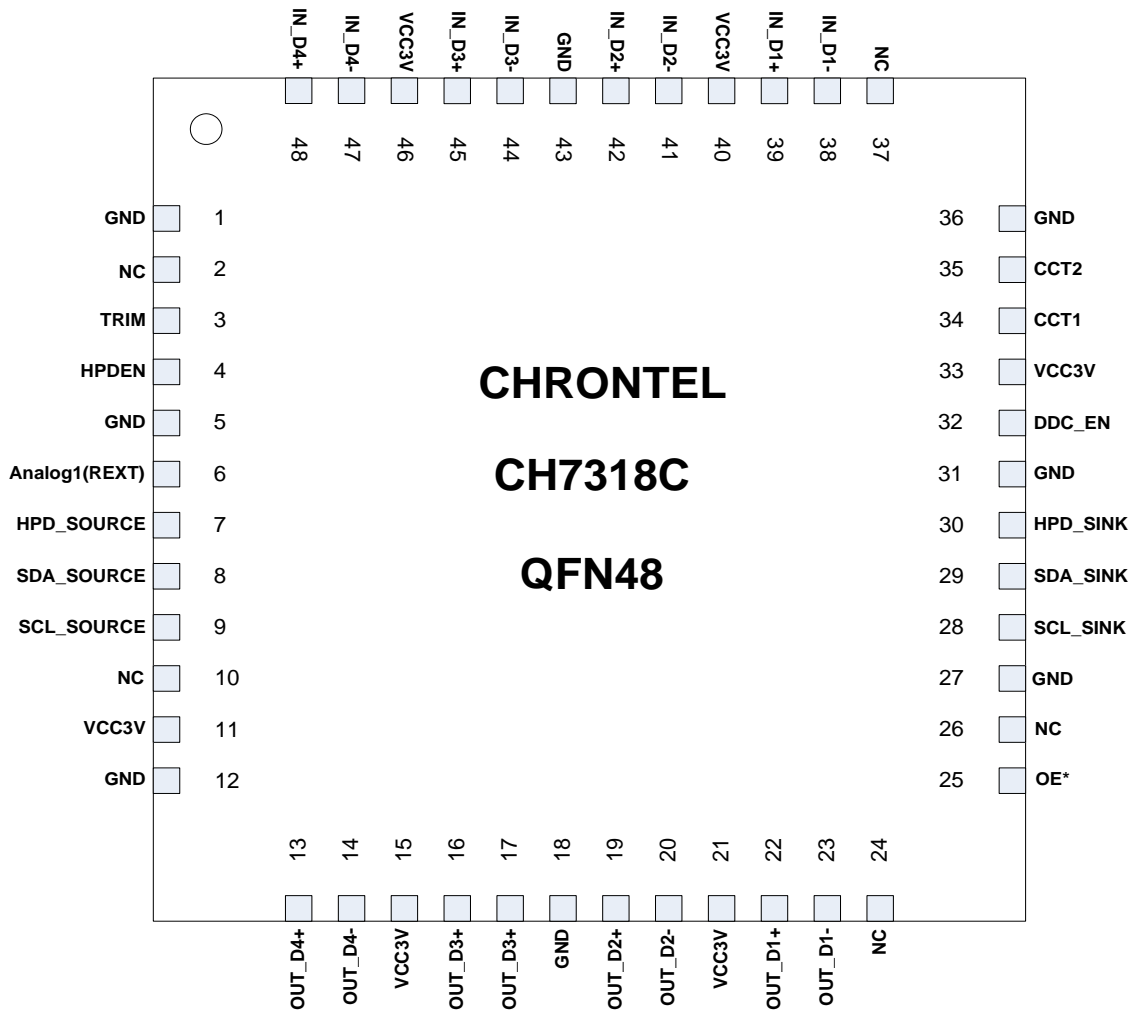 IN_D4+ IN_D4- VCC3V IN_D3+ IN_D3- GND IN_D2+ IN_D2- VCC3V IN_D1+ IN_D1- NC
48 47 46 45 44 43 42 41 40 39 38 37
GND 1 36 GND
NC 2 35 CCT2
TRIM 3 34 CCT1
CHRONTEL
HPDEN 4 33 VCC3V
GND 5 32 DDC_EN
CH7318C
Analog1(REXT) 6 31 GND
HPD_SOURCE 7 30 HPD_SINK
QFN48
SDA_SOURCE 8 29 SDA_SINK
SCL_SOURCE 9 28 SCL_SINK
NC 10 27 GND
VCC3V 11 26 NC
GND 12 25 OE*
13 14 15 16 17 18 19 20 21 22 23 24
OUT_D4+ OUT_D4- VCC3V OUT_D3+ OUT_D3+ GND OUT_D2+ OUT_D2- VCC3V OUT_D1+ OUT_D1- NC